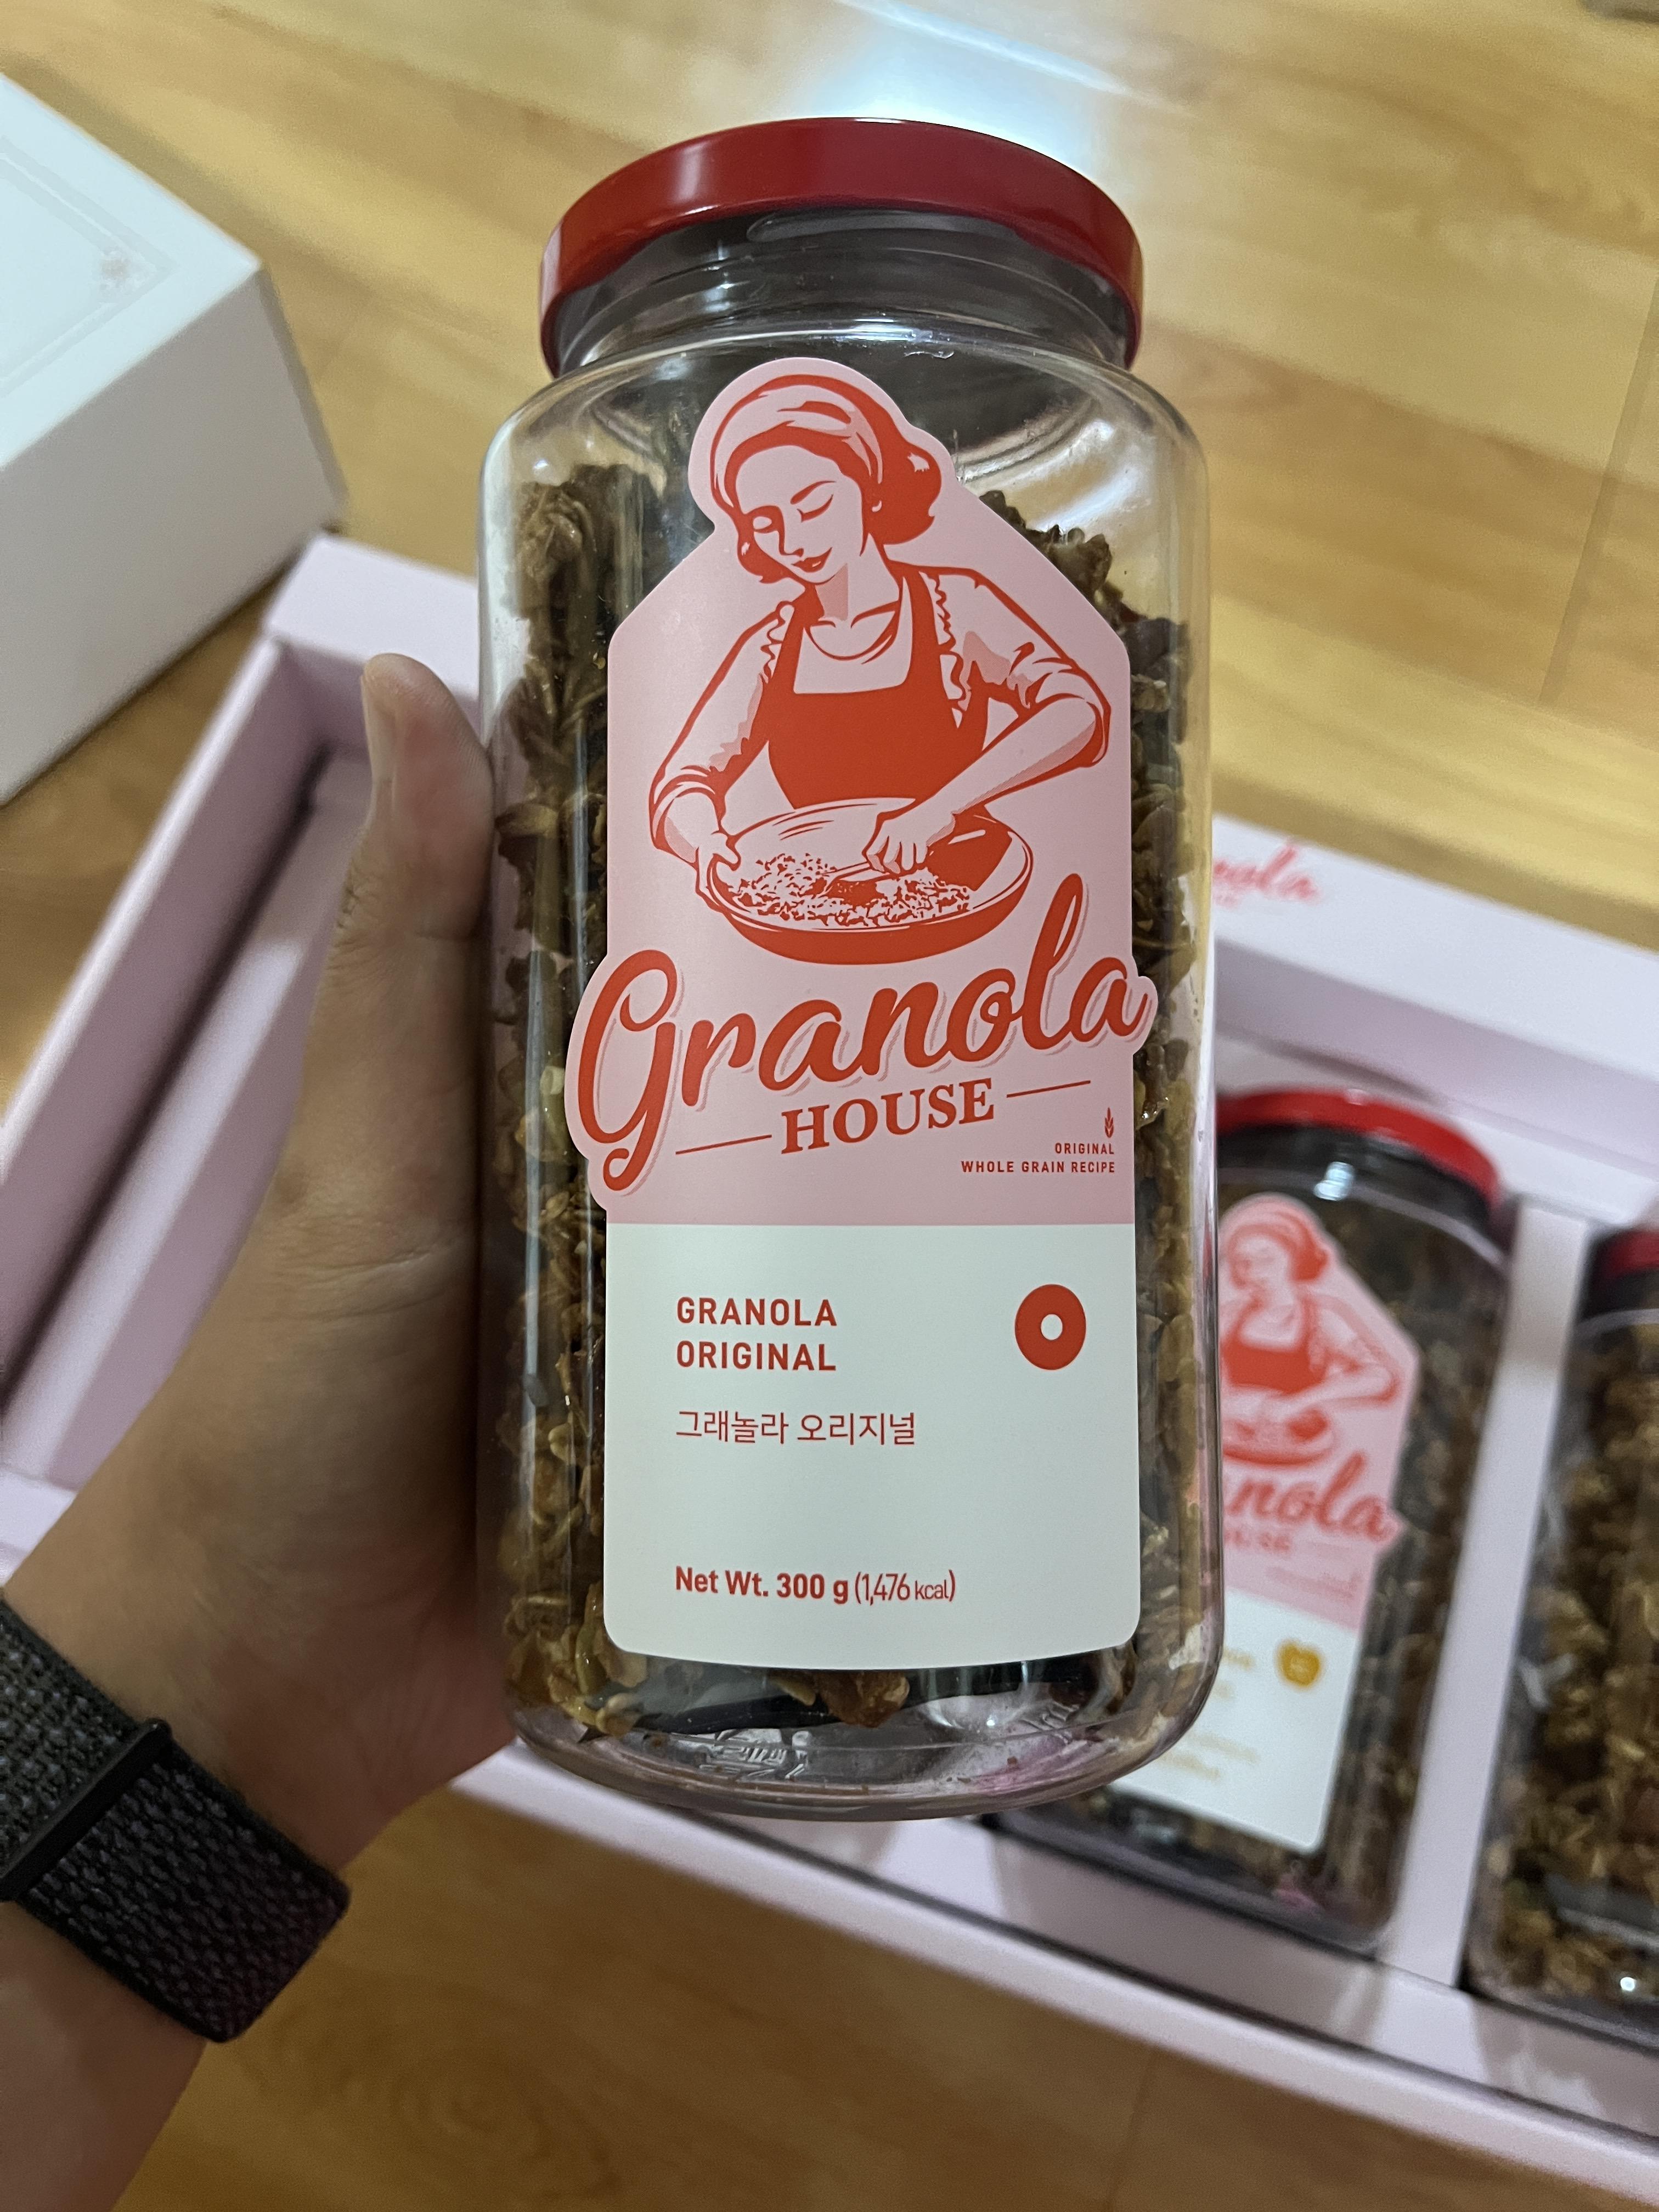 Granola
HOUSE
ORIGINAL
WHOLE GRAIN RECIPE
GRANOLA
ORIGINAL
그래놀라 오리지널
Net Wt. 300 g (1,476 kcal)